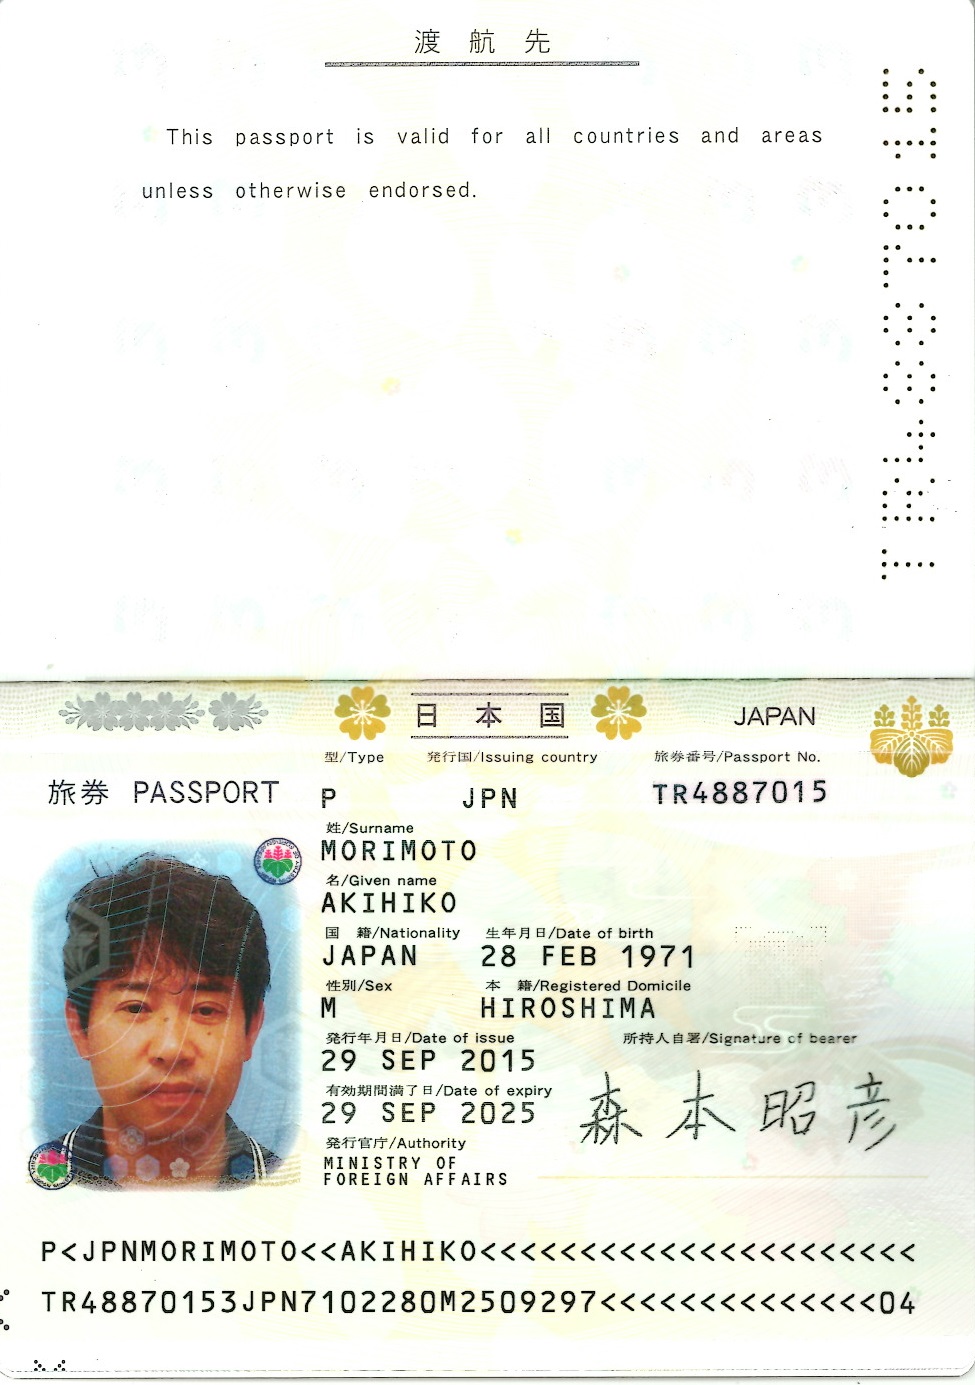 渡航先
This passport is valid for all countries and areas
unless otherwise endorsed.
TR4887015
日本国
JAPAN
型/Type 発行国/Issuing country 旅券番号/Passport No.
旅券 PASSPORT
P JPN TR4887015
姓/Surname
MORIMOTO
名/Given name
AKIHIKO
国 籍/Nationality 生年月日/Date of birth
JAPAN 28 FEB 1971
性別/Sex 本 籍/Registered Domicile
M HIROSHIMA
発行年月日/Date of issue 所持人自署/Signature of bearer
29 SEP 2015
有効期間満了日/Date of expiry
29 SEP 2025
森本昭彦
発行官庁/Authority
MINISTRY OF
FOREIGN AFFAIRS
P<JPNMORIMOTO<<AKIHIKO<<<<<<<<<<<<<<<<<<<<<<
TR48870153JPN7102280M2509297<<<<<<<<<<<<<<04